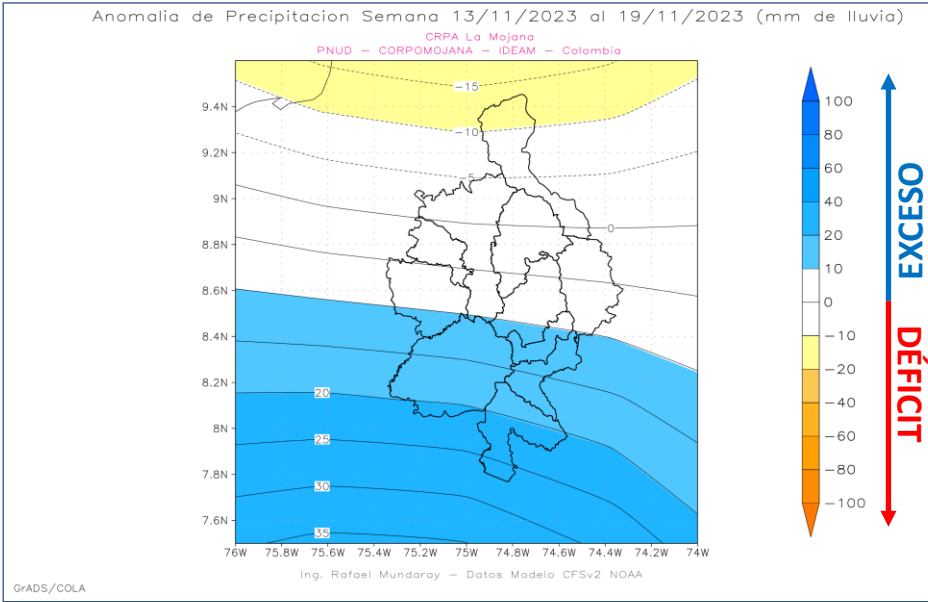 Anomalia de Precipitacion Semana 13/11/2023 al 19/11/2023 (mm de lluvia)
CRPA La Mojana
PNUD – CORPOMOJANA – IDEAM – Colombia
9.4N
9.2N
9N
8.8N
8.6N
8.4N
8.2N
8N
7.8N
7.6N
76W
75.8W
75.6W
75.4W
75.2W
75W
74.8W
74.6W
74.4W
74.2W
74W
−15
−10
−5
0
20
25
30
35
100
80
60
40
20
10
0
−10
−20
−40
−60
−80
−100
EXCESO
DÉFICIT
Ing. Rafael Mundaray – Datos Modelo CFSv2 NOAA
GrADS/COLA